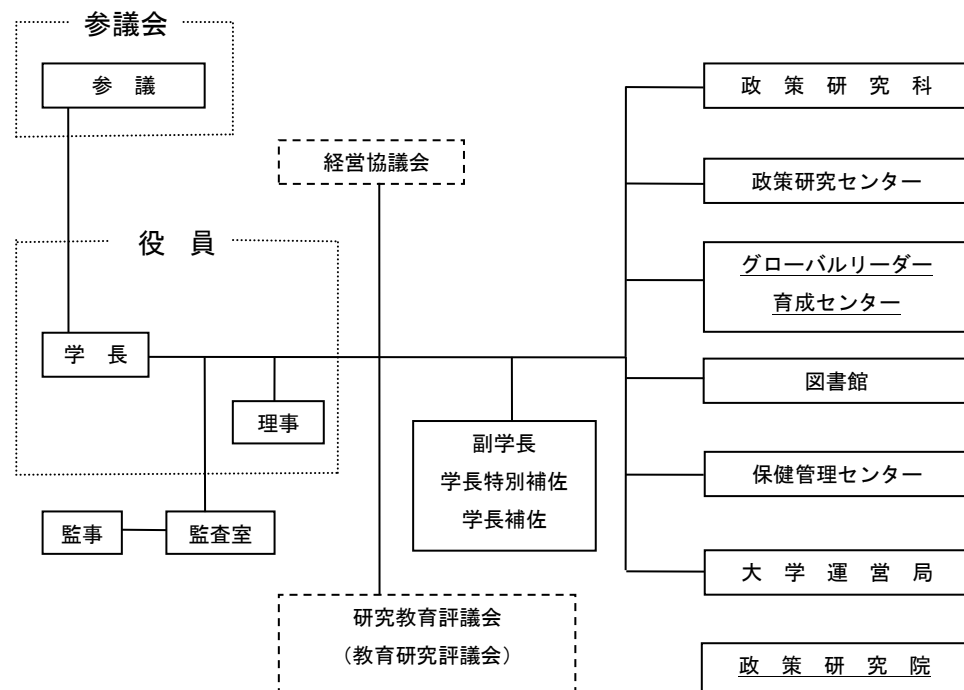 参議会
参　議
経営協議会
役　員
学　長
理事
監事
監査室
副学長
学長特別補佐
学長補佐
研究教育評議会
（教育研究評議会）
政　策　研　究　科
政策研究センター
グローバルリーダー
育成センター
図書館
保健管理センター
大　学　運　営　局
政　策　研　究　院